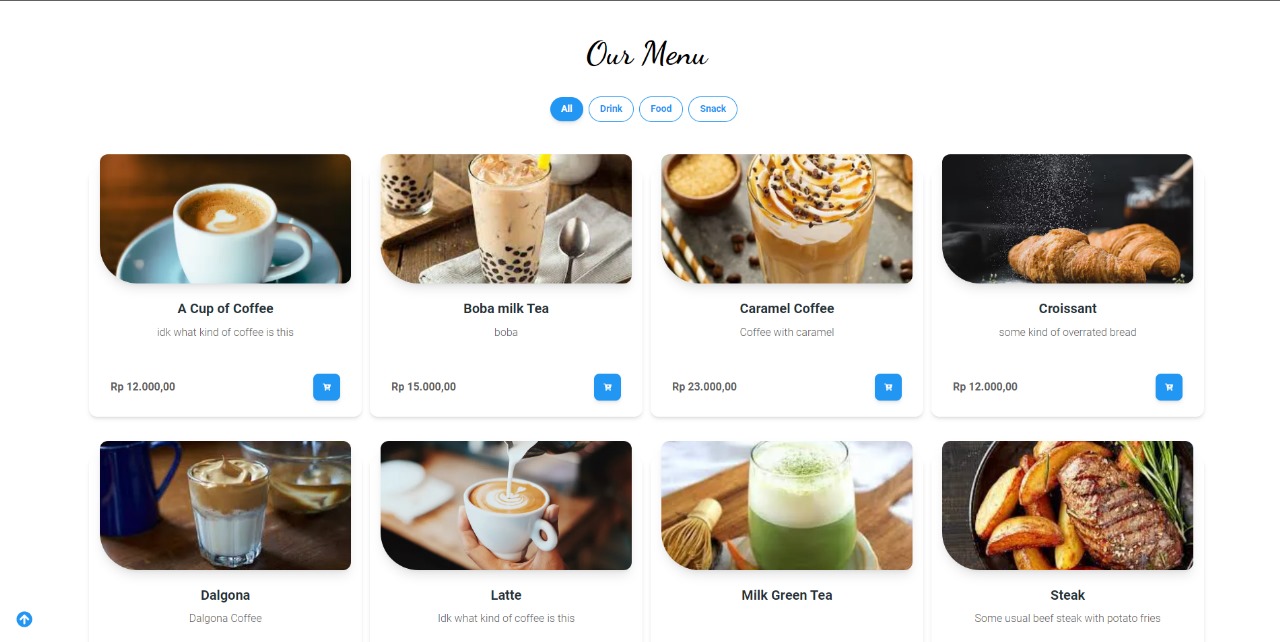 Our Menu
All Drink Food Snack
A Cup of Coffee Boba milk Tea Caramel Coffee Croissant
idk what kind of coffee is this boba Coffee with caramel some kind of overrated bread
Rp 12.000,00 Rp 15.000,00 Rp 23.000,00 Rp 12.000,00
Dalgona Latte Milk Green Tea Steak
Dalgona Coffee Idk what kind of coffee is this Some usual beef steak with potato fries